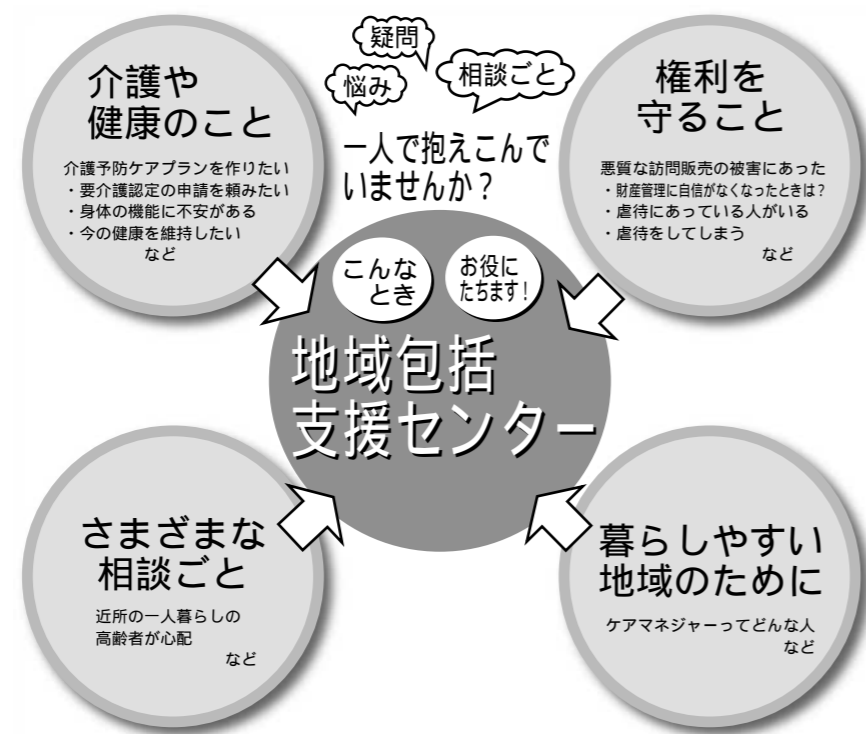 疑問
悩み
相談ごと
一人で抱えこんで
いませんか？
介護や
健康のこと
介護予防ケアプランを作りたい
・要介護認定の申請を頼みたい
・身体の機能に不安がある
・今の健康を維持したい
など
権利を
守ること
悪質な訪問販売の被害にあった
・財産管理に自信がなくなったときは？
・虐待にあっている人がいる
・虐待をしてしまう
など
こんな
とき
お役に
たちます！
地域包括
支援センター
さまざまな
相談ごと
近所の一人暮らしの
高齢者が心配
など
暮らしやすい
地域のために
ケアマネジャーってどんな人
など